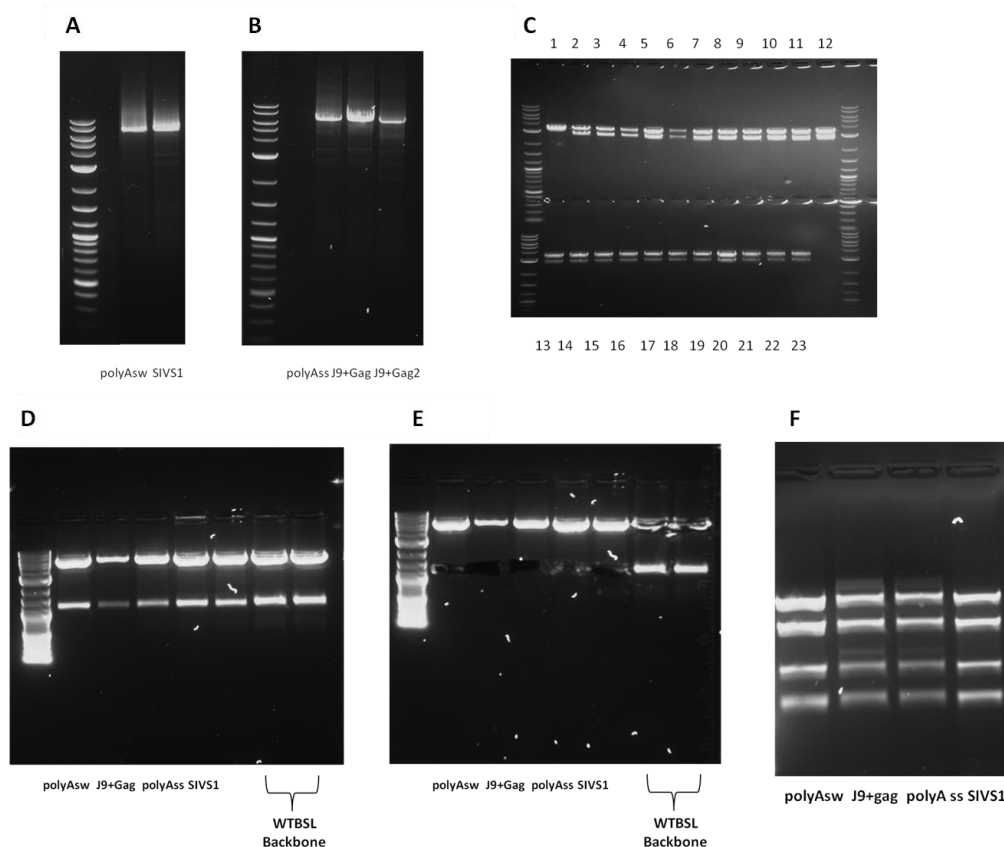 A
B
C
1 2 3 4 5 6 7 8 9 10 11 12
polyAsw SIVS1
polyAss J9+Gag J9+Gag2
13 14 15 16 17 18 19 20 21 22 23
D
E
F
polyAsw J9+Gag polyAss SIVS1
WTBSL
Backbone
polyAsw J9+Gag polyAss SIVS1
WTBSL
Backbone
polyAsw J9+gag polyA ss SIVS1